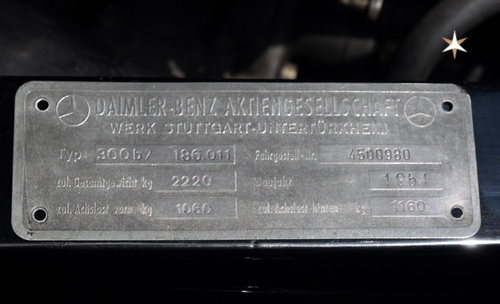 DAIMLER-BENZ AKTIENGESELLSCHAFT
WERK STUTTGART-UNTERTÜRKHEIM
Typ 300b/ 186.011 Fahrgestell-Nr. 4500980
zul. Gesamtgewicht kg 2220 Baujahr 1951
zul. Achslast vorn kg 1060 zul. Achslast hinten kg 1160